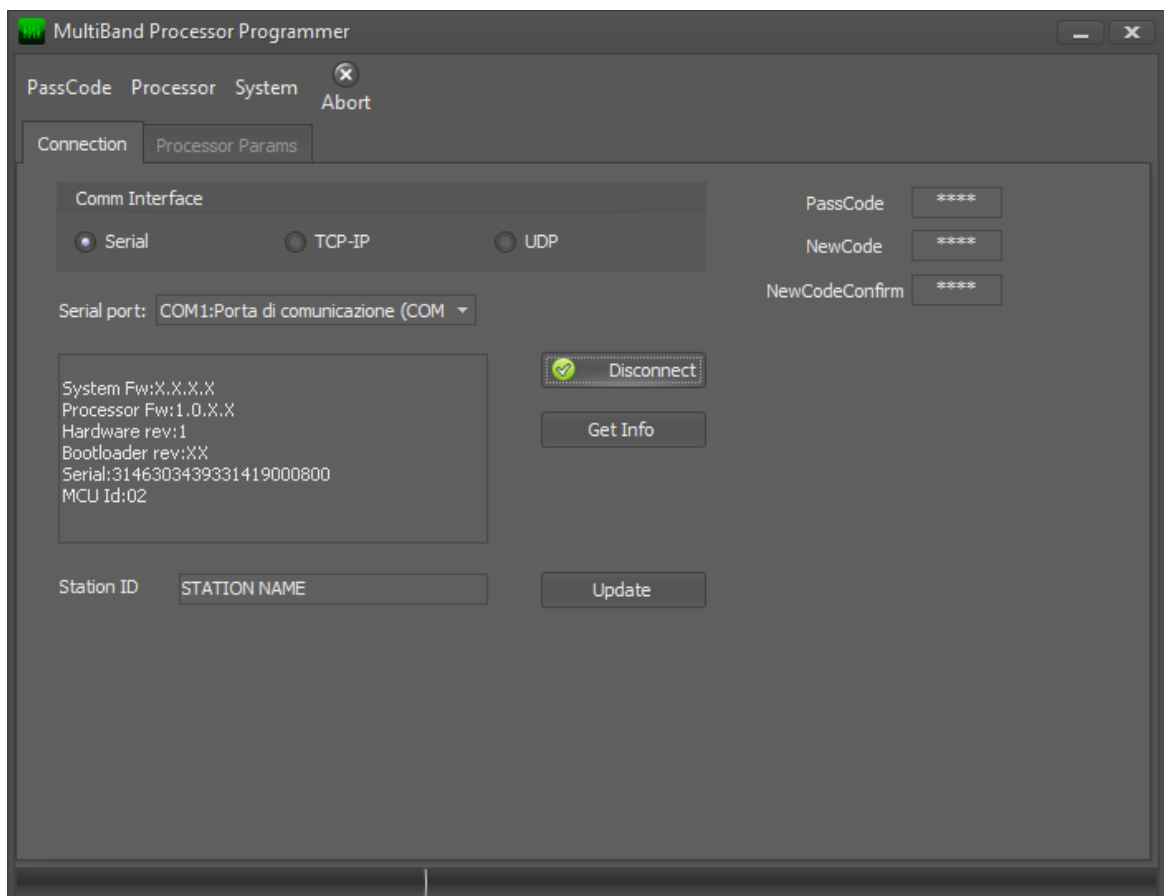 MultiBand Processor Programmer
PassCode Processor System Abort
Connection Processor Params
Comm Interface
Serial TCP-IP UDP
PassCode ****
NewCode ****
NewCodeConfirm ****
Serial port: COM1:Porta di comunicazione (COM
System Fw:X.X.X.X
Processor Fw:1.0.X.X
Hardware rev:1
Bootloader rev:XX
Serial:3146303439331419000800
MCU Id:02
Disconnect
Get Info
Station ID STATION NAME
Update